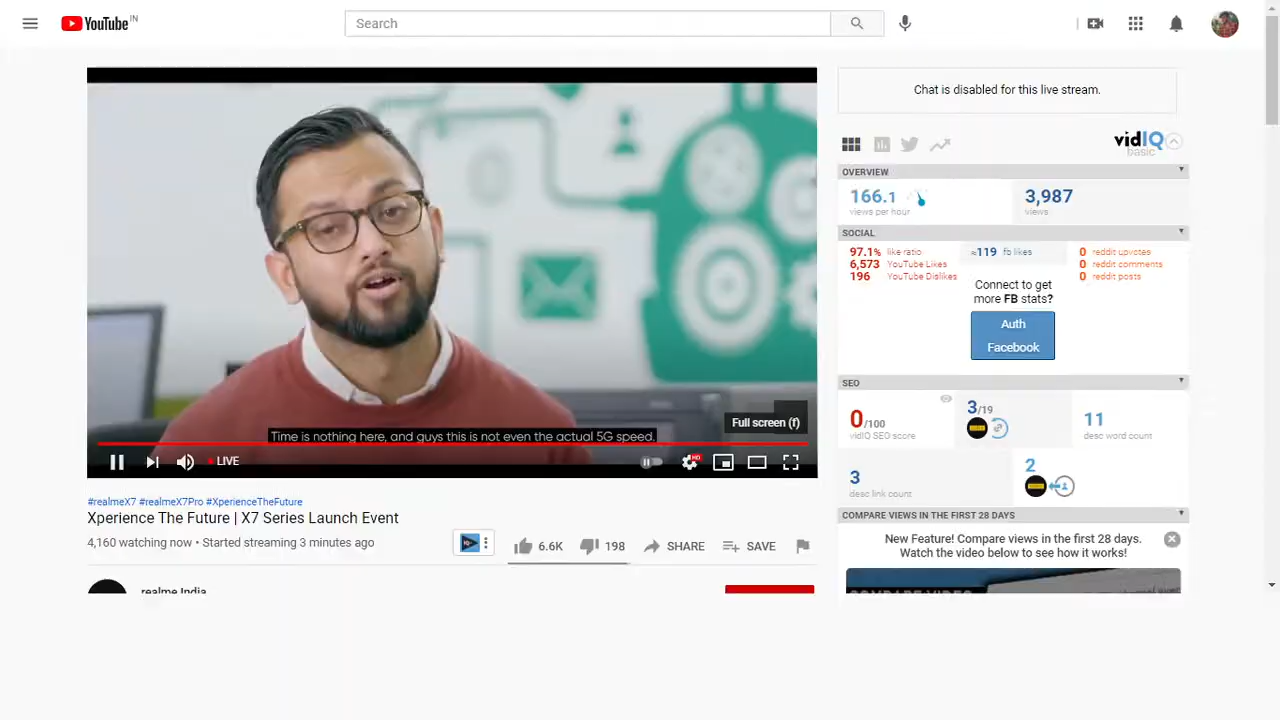 YouTube IN
Search
Chat is disabled for this live stream.
vidIQ
basic
OVERVIEW
166.1
views per hour
3,987
views
SOCIAL
97.1% like ratio
6,573 YouTube Likes
196 YouTube Dislikes
≈119 fb likes
0 reddit upvotes
0 reddit comments
0 reddit posts
Connect to get
more FB stats?
Auth
Facebook
SEO
0/100
vidIQ SEO score
3/19
11
desc word count
3
desc link count
2
COMPARE VIEWS IN THE FIRST 28 DAYS
New Feature! Compare views in the first 28 days.
Watch the video below to see how it works!
COMPARE VIDEO
Full screen (f)
Time is nothing here, and guys this is not even the actual 5G speed.
LIVE
HD
#realmeX7 #realmeX7Pro #XperienceTheFuture
Xperience The Future | X7 Series Launch Event
4,160 watching now • Started streaming 3 minutes ago
6.6K
198
SHARE
SAVE
realme India